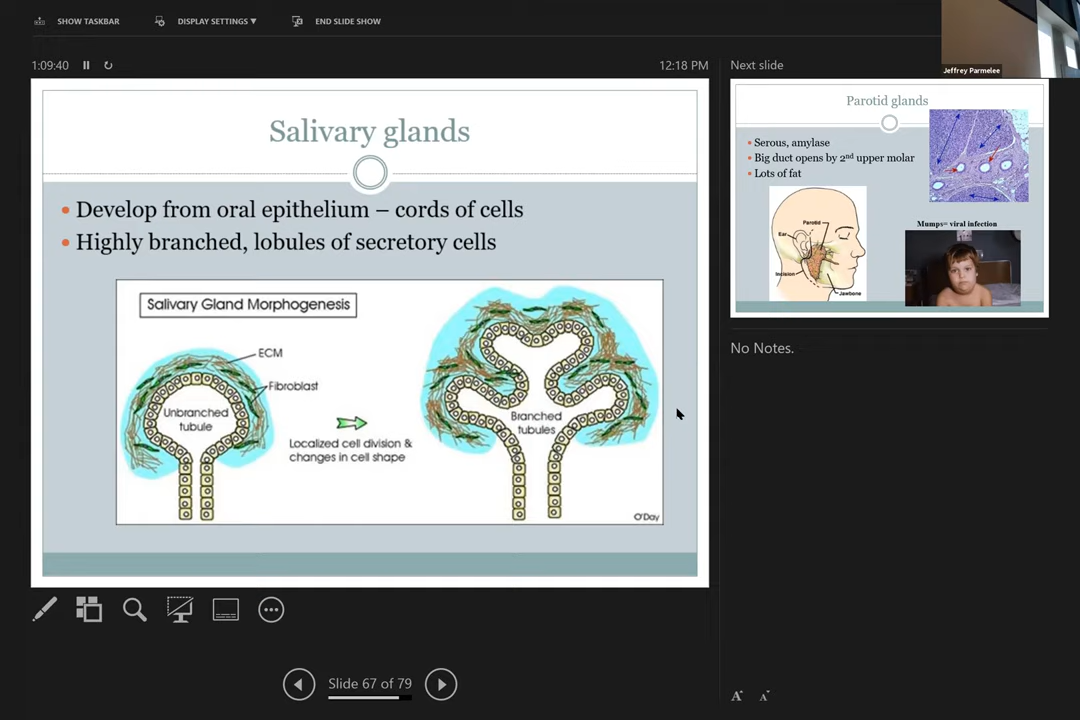 SHOW TASKBAR
DISPLAY SETTINGS ▼
END SLIDE SHOW
Jeffrey Parmelee
1:09:40
12:18 PM
Next slide
Salivary glands
• Develop from oral epithelium – cords of cells
• Highly branched, lobules of secretory cells
Salivary Gland Morphogenesis
ECM
Fibroblast
Unbranched
tubule
Localized cell division &
changes in cell shape
Branched
tubules
O'Day
Parotid glands
• Serous, amylase
• Big duct opens by 2nd upper molar
• Lots of fat
Parotid
Ear
Incision
Jawbone
Mumps= viral infection
No Notes.
Slide 67 of 79
A
A